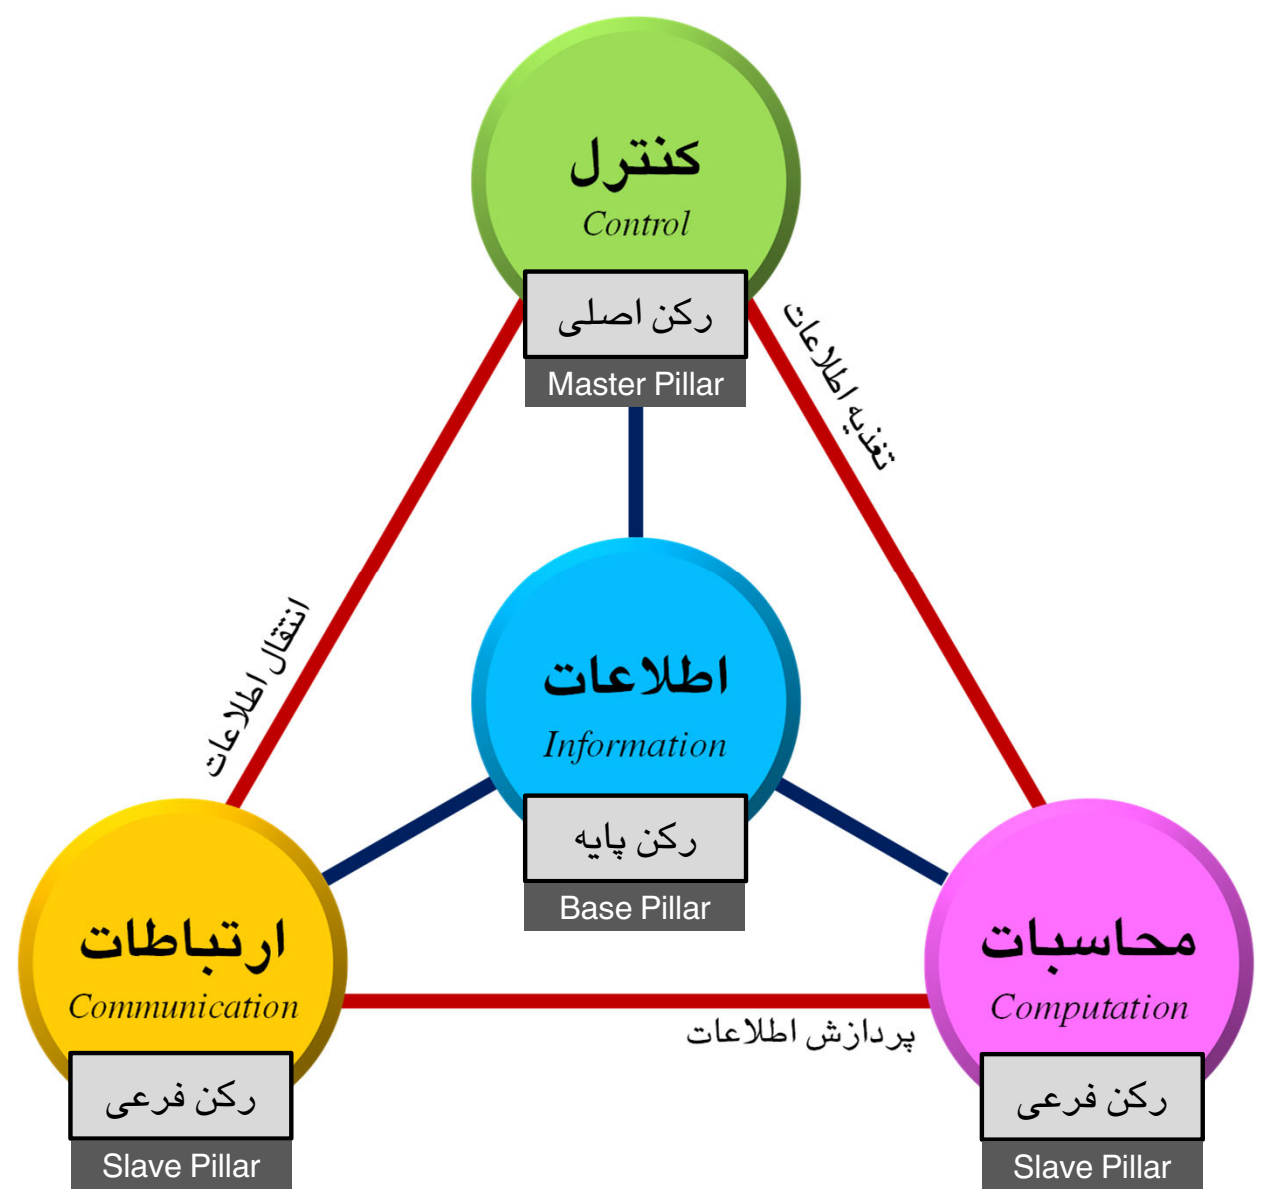 کنترل
Control
رکن اصلی
Master Pillar
تغذیه اطلاعات
انتقال اطلاعات
اطلاعات
Information
رکن پایه
Base Pillar
ارتباطات
Communication
رکن فرعی
Slave Pillar
پردازش اطلاعات
محاسبات
Computation
رکن فرعی
Slave Pillar